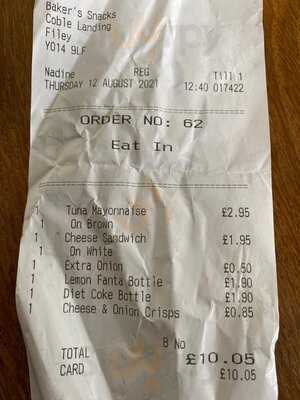 Baker's Snacks
Coble Landing
Filey
YO14 9LF
Nadine REG Till 1
THURSDAY 12 AUGUST 2021 12:40 017422
ORDER NO: 62
Eat In
1 Tuna Mayonnaise £2.95
1 On Brown
1 Cheese Sandwich £1.95
1 On White
1 Extra Onion £0.50
1 Lemon Fanta Bottle £1.90
1 Diet Coke Bottle £1.90
1 Cheese & Onion Crisps £0.85
8 No
TOTAL £10.05
CARD £10.05